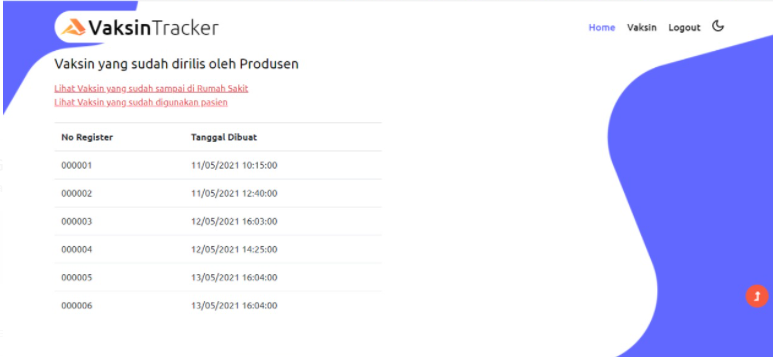 VaksinTracker
Home Vaksin Logout
Vaksin yang sudah dirilis oleh Produsen
Lihat Vaksin yang sudah sampai di Rumah Sakit
Lihat Vaksin yang sudah digunakan pasien
No Register Tanggal Dibuat
000001 11/05/2021 10:15:00
000002 11/05/2021 12:40:00
000003 12/05/2021 16:03:00
000004 12/05/2021 14:25:00
000005 13/05/2021 16:04:00
000006 13/05/2021 16:04:00